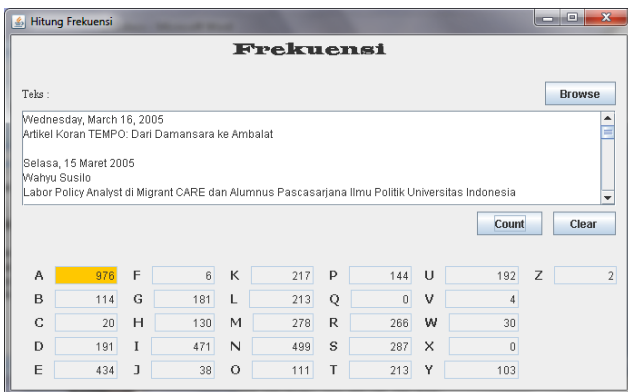 Hitung Frekuensi
Frekuensi
Teks :
Browse
Wednesday, March 16, 2005
Artikel Koran TEMPO: Dari Damansara ke Ambalat
Selasa, 15 Maret 2005
Wahyu Susilo
Labor Policy Analyst di Migrant CARE dan Alumnus Pascasarjana Ilmu Politik Universitas Indonesia
Count Clear
A 976 F 6 K 217 P 144 U 192 Z 2
B 114 G 181 L 213 Q 0 V 4
C 20 H 130 M 278 R 266 W 30
D 191 I 471 N 499 S 287 X 0
E 434 J 38 O 111 T 213 Y 103